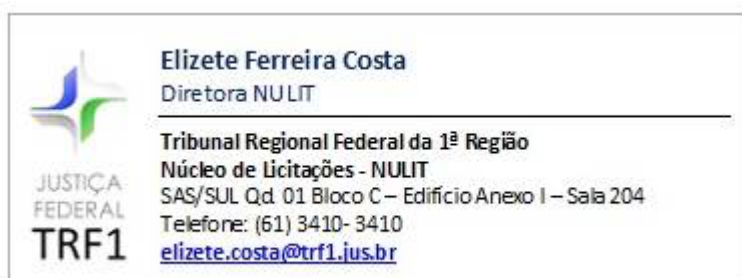 Elizete Ferreira Costa
Diretora NULIT
Tribunal Regional Federal da 1ª Região
Núcleo de Licitações - NULIT
SAS/SUL Qd. 01 Bloco C – Edifício Anexo I – Sala 204
Telefone: (61) 3410- 3410
elizete.costa@trf1.jus.br
JUSTIÇA
FEDERAL
TRF1